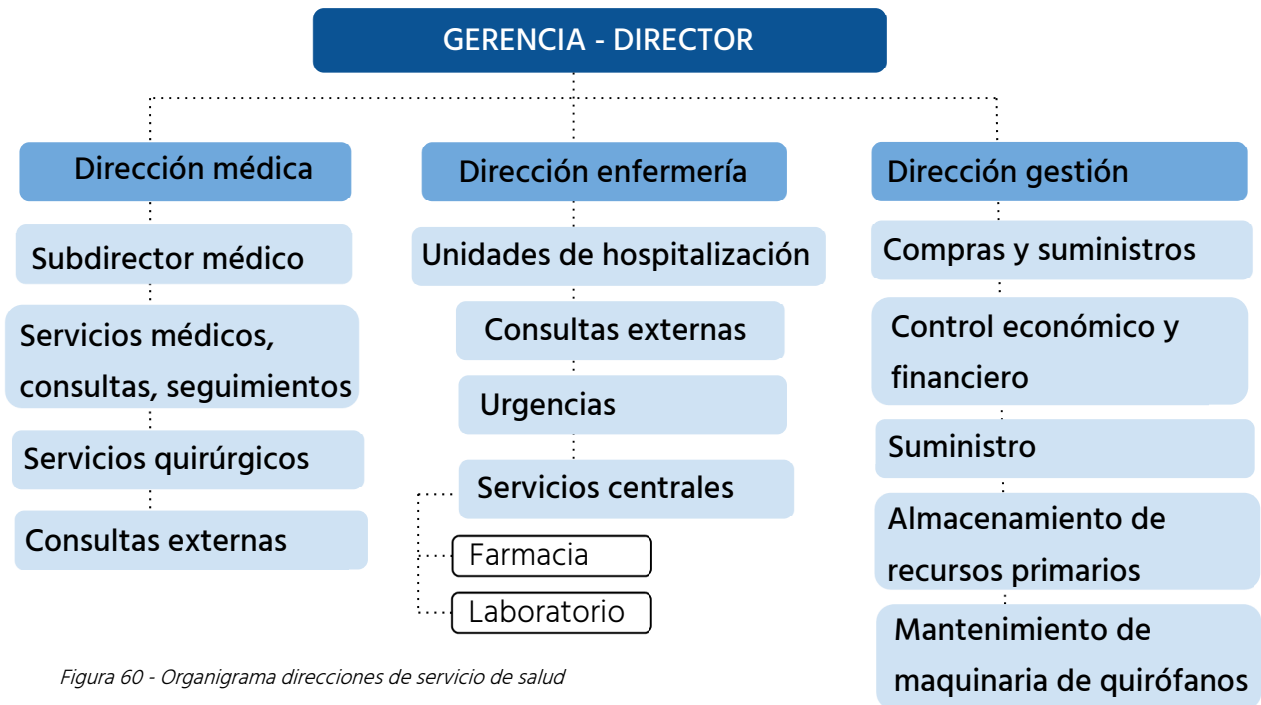 GERENCIA - DIRECTOR
Dirección médica
Subdirector médico
Servicios médicos,
consultas, seguimientos
Servicios quirúrgicos
Consultas externas
Dirección enfermería
Unidades de hospitalización
Consultas externas
Urgencias
Servicios centrales
Farmacia
Laboratorio
Dirección gestión
Compras y suministros
Control económico y
financiero
Suministro
Almacenamiento de
recursos primarios
Mantenimiento de
maquinaria de quirófanos
Figura 60 - Organigrama direcciones de servicio de salud